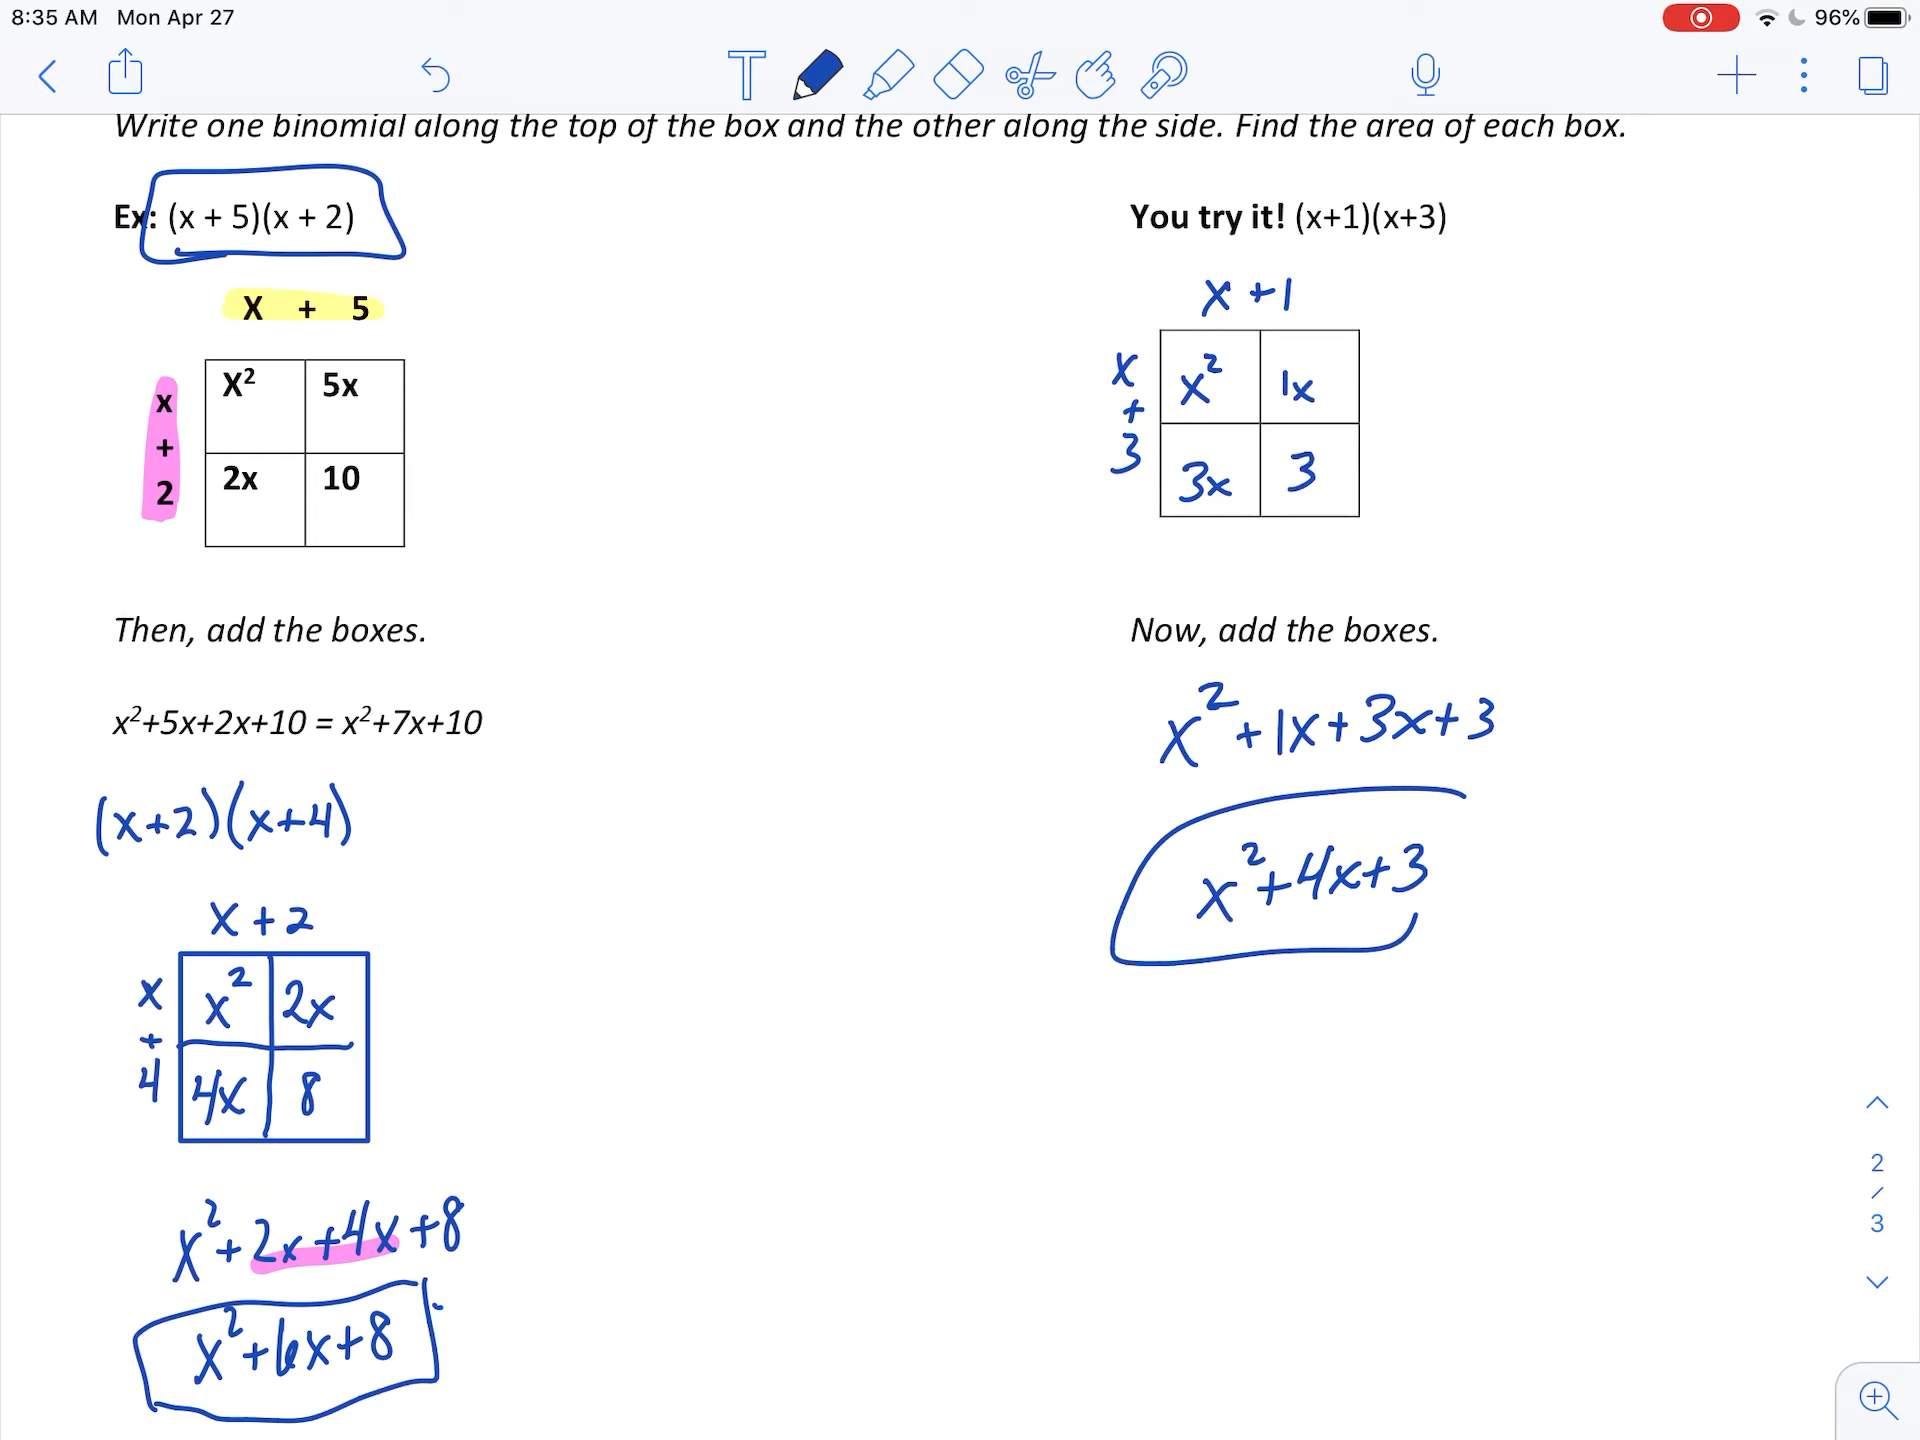 8:35 AM Mon Apr 27 96%
T
Write one binomial along the top of the box and the other along the side. Find the area of each box.
Ex: (x + 5)(x + 2)
X + 5
x
+
2
X² 5x
2x 10
Then, add the boxes.
x²+5x+2x+10 = x²+7x+10
(x+2)(x+4)
x + 2
x
+
4
x² 2x
4x 8
x²+2x+4x+8
x²+6x+8
You try it! (x+1)(x+3)
x +1
x
+
3
x² 1x
3x 3
Now, add the boxes.
x²+1x+3x+3
x²+4x+3
2
/
3